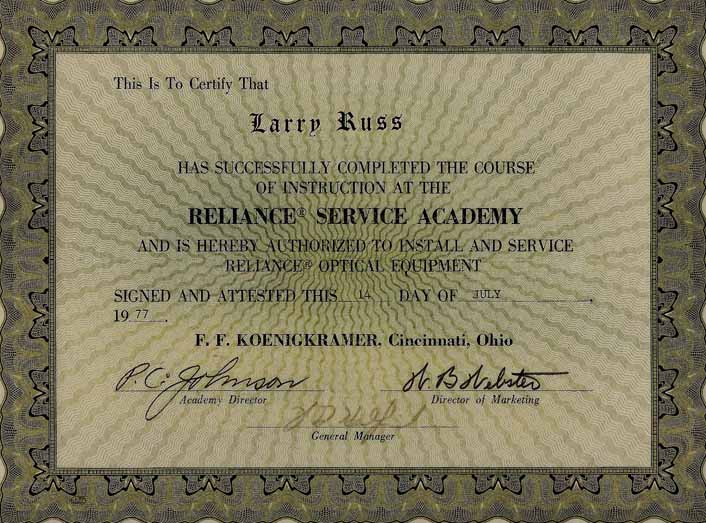 This Is To Certify That
Larry Russ
HAS SUCCESSFULLY COMPLETED THE COURSE
OF INSTRUCTION AT THE
RELIANCE® SERVICE ACADEMY
AND IS HEREBY AUTHORIZED TO INSTALL AND SERVICE
RELIANCE® OPTICAL EQUIPMENT
SIGNED AND ATTESTED THIS 14 DAY OF JULY,
19 77.
F. F. KOENIGKRAMER, Cincinnati, Ohio
P. C. Johnson W. B. Webster
Academy Director Director of Marketing
General Manager